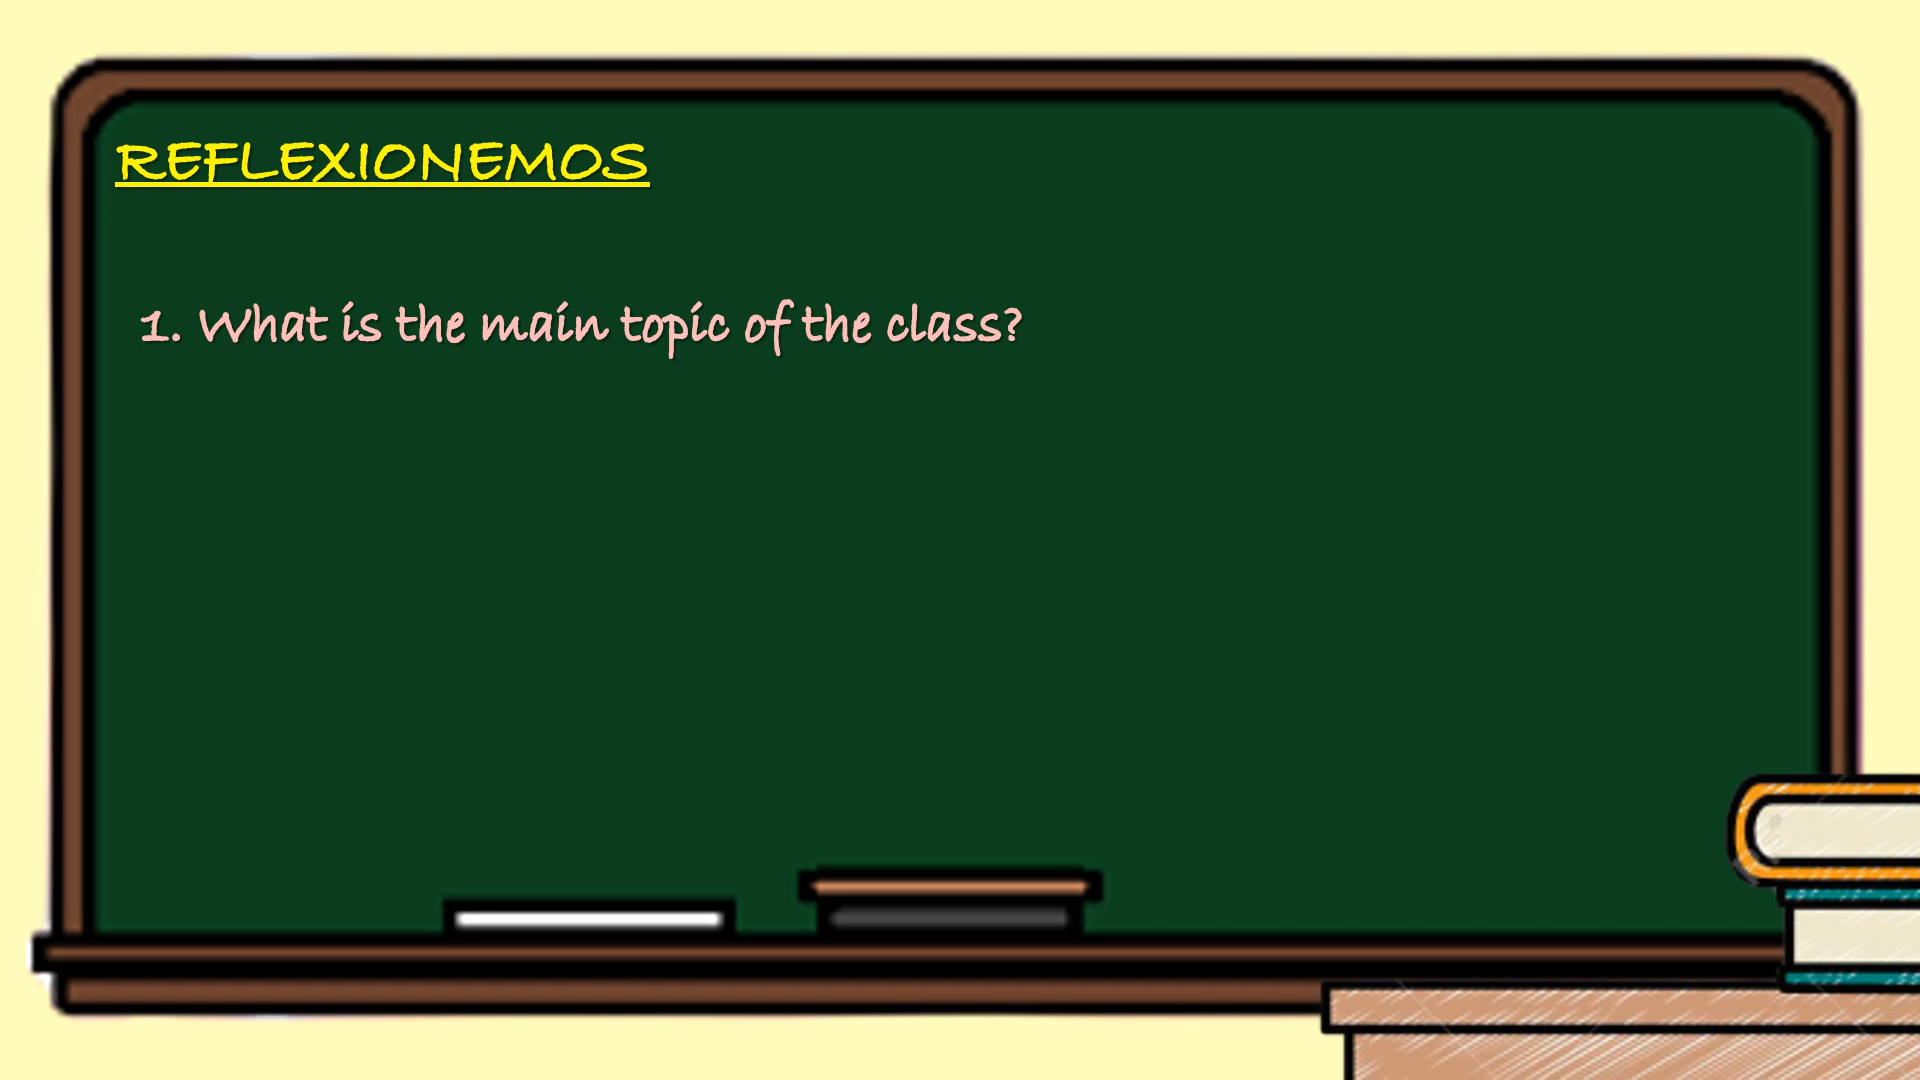 REFLEXIONEMOS
1. What is the main topic of the class?